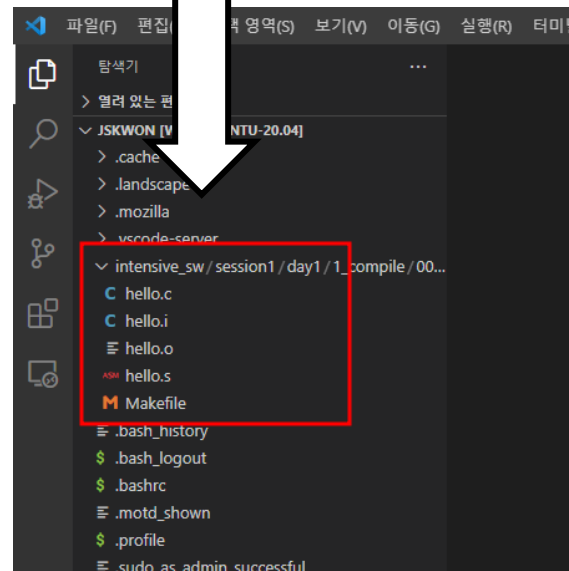 파일(F) 편집( 영역(S) 보기(V) 이동(G) 실행(R) 터미
탐색기 ...
열려 있는 편
JSKWON [W NTU-20.04]
.cache
.landscape
.mozilla
.vscode-server
intensive_sw/session1/day1/1_compile/00...
C hello.c
C hello.i
hello.o
ASM hello.s
M Makefile
.bash_history
$ .bash_logout
$ .bashrc
.motd_shown
$ .profile
.sudo_as_admin_successful